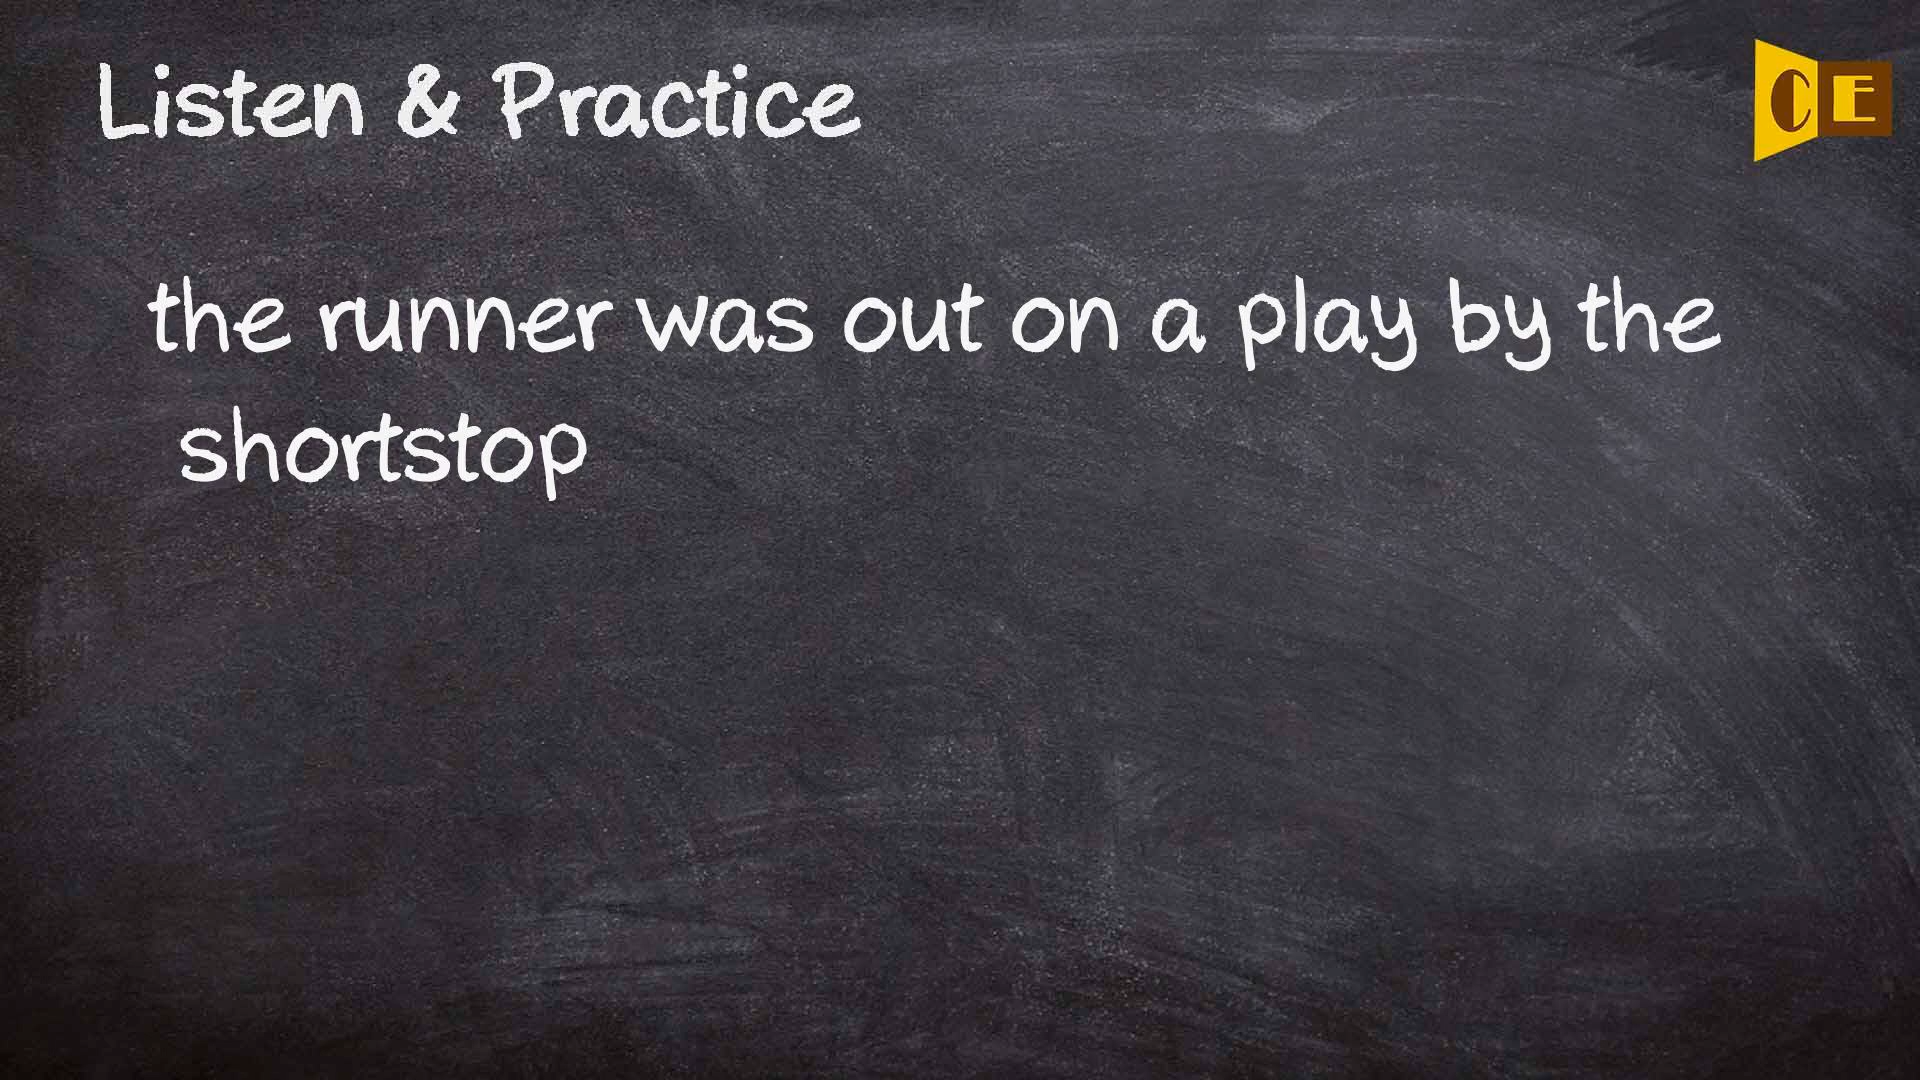 Listen & Practice
CE
the runner was out on a play by the
shortstop